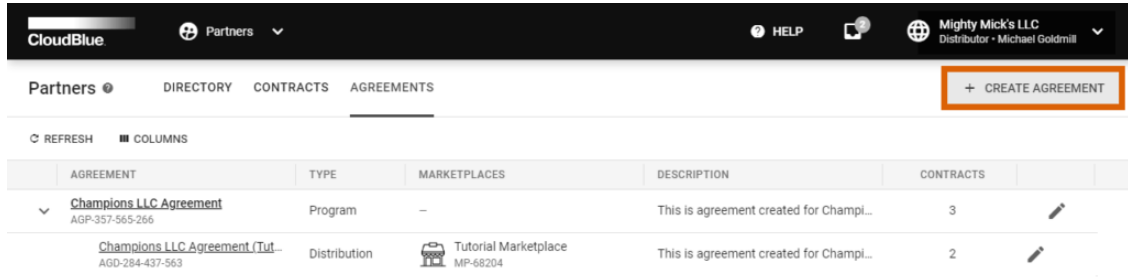 CloudBlue.
Partners
HELP
2
Mighty Mick's LLC
Distributor • Michael Goldmill
Partners
DIRECTORY
CONTRACTS
AGREEMENTS
+ CREATE AGREEMENT
REFRESH
COLUMNS
AGREEMENT
TYPE
MARKETPLACES
DESCRIPTION
CONTRACTS
Champions LLC Agreement
AGP-357-565-266
Program
–
This is agreement created for Champi...
3
Champions LLC Agreement (Tut...
AGD-284-437-563
Distribution
Tutorial Marketplace
MP-68204
This is agreement created for Champi...
2